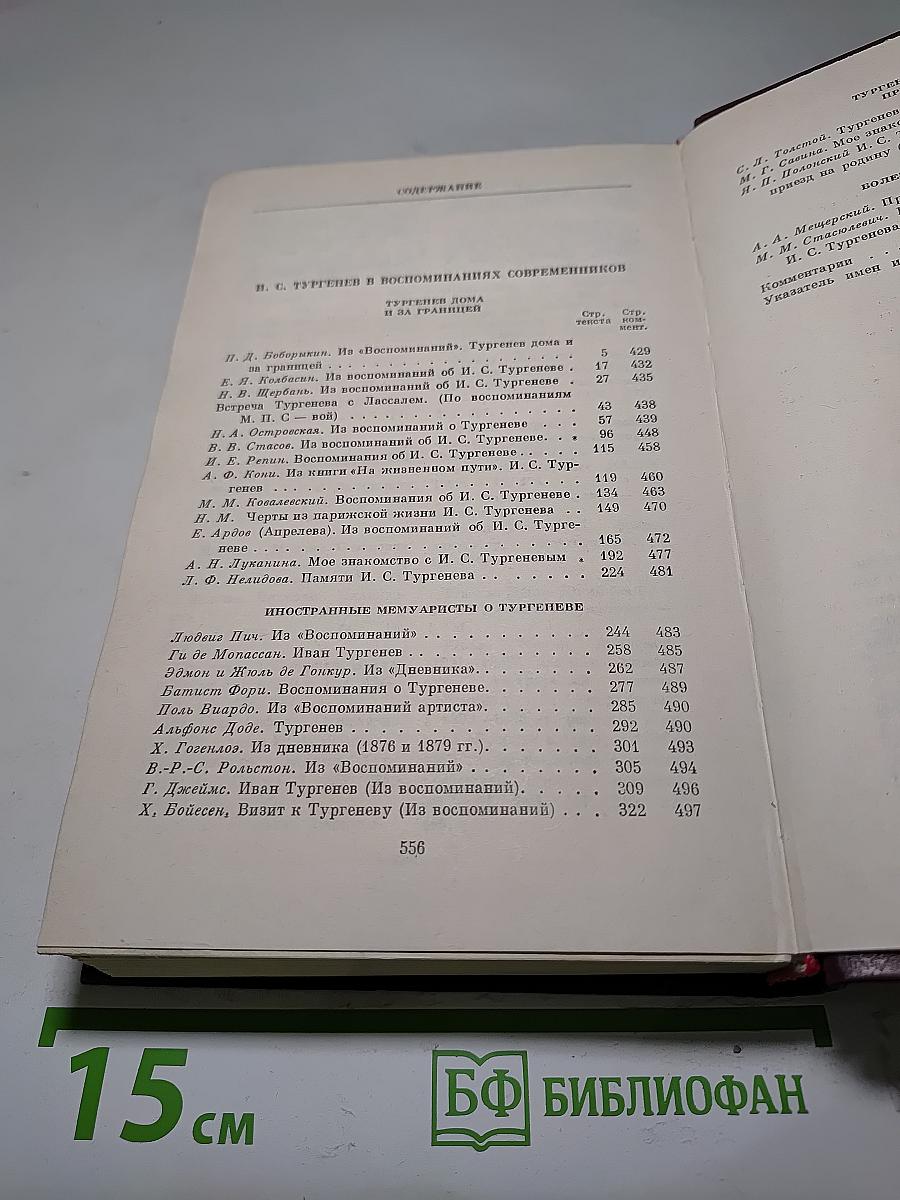 СОДЕРЖАНИЕ
И. С. ТУРГЕНЕВ В ВОСПОМИНАНИЯХ СОВРЕМЕННИКОВ
ТУРГЕНЕВ ДОМА
И ЗА ГРАНИЦЕЙ
Стр. текста Стр. ком-мент.
П. Д. Боборыкин. Из «Воспоминаний». Тургенев дома и
за границей . . . . . . . . . . . . . . . . . 5 429
Е. Я. Колбасин. Из воспоминаний об И. С. Тургеневе . 17 432
Н. В. Щербань. Из воспоминаний об И. С. Тургеневе . 27 435
Встреча Тургенева с Лассалем. (По воспоминаниям
М. П. С — вой) . . . . . . . . . . . . . . . 43 438
Н. А. Островская. Из воспоминаний о Тургеневе . . . 57 439
В. В. Стасов. Из воспоминаний об И. С. Тургеневе. . . 96 448
И. Е. Репин. Воспоминания об И. С. Тургеневе . . . . . 115 458
А. Ф. Кони. Из книги «На жизненном пути». И. С. Тур-
генев . . . . . . . . . . . . . . . . . . . . 119 460
М. М. Ковалевский. Воспоминания об И. С. Тургеневе . 134 463
Н. М. Черты из парижской жизни И. С. Тургенева . . 149 470
Е. Ардов (Апрелева). Из воспоминаний об И. С. Турге-
неве . . . . . . . . . . . . . . . . . . . . 165 472
А. Н. Луканина. Мое знакомство с И. С. Тургеневым . 192 477
Л. Ф. Нелидова. Памяти И. С. Тургенева . . . . . . . 224 481
ИНОСТРАННЫЕ МЕМУАРИСТЫ О ТУРГЕНЕВЕ
Людвиг Пич. Из «Воспоминаний» . . . . . . . . . . . 244 483
Ги де Мопассан. Иван Тургенев . . . . . . . . . . . . 258 485
Эдмон и Жюль де Гонкур. Из «Дневника». . . . . . . . 262 487
Батист Фори. Воспоминания о Тургеневе. . . . . . . 277 489
Поль Виардо. Из «Воспоминаний артиста». . . . . . . 285 490
Альфонс Доде. Тургенев . . . . . . . . . . . . . . . 292 490
Х. Гогенлоэ. Из дневника (1876 и 1879 гг.). . . . . . . 301 493
В.-Р.-С. Рольстон. Из «Воспоминаний» . . . . . . . . 305 494
Г. Джеймс. Иван Тургенев (Из воспоминаний). . . . . 309 496
Х. Бойесен, Визит к Тургеневу (Из воспоминаний) . . . 322 497
556
С. Л. Толстой. Тургенев
М. Г. Савина. Мое
Я. П. Полонский И. С.
приезд на родину
А. А. Мещерский.
М. М. Стасюлевич.
И. С. Тургенева
Комментарии . .
Указатель имен и
15 см
БФ БИБЛИОФАН